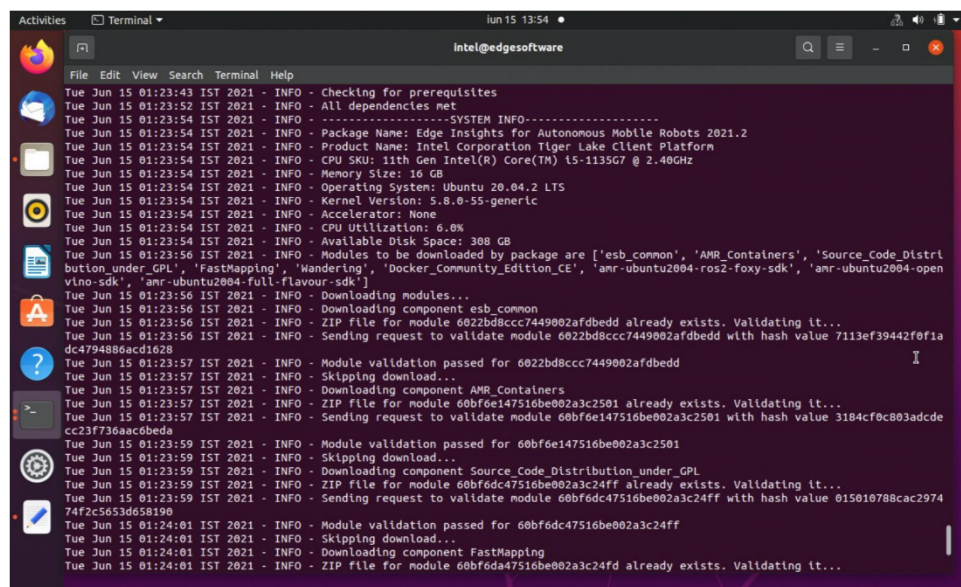 Activities
Terminal
iun 15 13:54
intel@edgesoftware
File Edit View Search Terminal Help
Tue Jun 15 01:23:43 IST 2021 - INFO - Checking for prerequisites
Tue Jun 15 01:23:52 IST 2021 - INFO - All dependencies met
Tue Jun 15 01:23:54 IST 2021 - INFO - -------------------SYSTEM INFO--------------------
Tue Jun 15 01:23:54 IST 2021 - INFO - Package Name: Edge Insights for Autonomous Mobile Robots 2021.2
Tue Jun 15 01:23:54 IST 2021 - INFO - Product Name: Intel Corporation Tiger Lake Client Platform
Tue Jun 15 01:23:54 IST 2021 - INFO - CPU SKU: 11th Gen Intel(R) Core(TM) i5-1135G7 @ 2.40GHz
Tue Jun 15 01:23:54 IST 2021 - INFO - Memory Size: 16 GB
Tue Jun 15 01:23:54 IST 2021 - INFO - Operating System: Ubuntu 20.04.2 LTS
Tue Jun 15 01:23:54 IST 2021 - INFO - Kernel Version: 5.8.0-55-generic
Tue Jun 15 01:23:54 IST 2021 - INFO - Accelerator: None
Tue Jun 15 01:23:54 IST 2021 - INFO - CPU Utilization: 6.0%
Tue Jun 15 01:23:54 IST 2021 - INFO - Available Disk Space: 308 GB
Tue Jun 15 01:23:56 IST 2021 - INFO - Modules to be downloaded by package are ['esb_common', 'AMR_Containers', 'Source_Code_Distri
bution_under_GPL', 'FastMapping', 'Wandering', 'Docker_Community_Edition_CE', 'amr-ubuntu2004-ros2-foxy-sdk', 'amr-ubuntu2004-open
vino-sdk', 'amr-ubuntu2004-full-flavour-sdk']
Tue Jun 15 01:23:56 IST 2021 - INFO - Downloading modules...
Tue Jun 15 01:23:56 IST 2021 - INFO - Downloading component esb_common
Tue Jun 15 01:23:56 IST 2021 - INFO - ZIP file for module 6022bd8ccc7449002afdbedd already exists. Validating it...
Tue Jun 15 01:23:56 IST 2021 - INFO - Sending request to validate module 6022bd8ccc7449002afdbedd with hash value 7113ef39442f0f1a
dc4794886acd1628
Tue Jun 15 01:23:57 IST 2021 - INFO - Module validation passed for 6022bd8ccc7449002afdbedd
Tue Jun 15 01:23:57 IST 2021 - INFO - Skipping download...
Tue Jun 15 01:23:57 IST 2021 - INFO - Downloading component AMR_Containers
Tue Jun 15 01:23:57 IST 2021 - INFO - ZIP file for module 60bf6e147516be002a3c2501 already exists. Validating it...
Tue Jun 15 01:23:57 IST 2021 - INFO - Sending request to validate module 60bf6e147516be002a3c2501 with hash value 3184cf0c803adcde
cc23f736aac6beda
Tue Jun 15 01:23:59 IST 2021 - INFO - Module validation passed for 60bf6e147516be002a3c2501
Tue Jun 15 01:23:59 IST 2021 - INFO - Skipping download...
Tue Jun 15 01:23:59 IST 2021 - INFO - Downloading component Source_Code_Distribution_under_GPL
Tue Jun 15 01:23:59 IST 2021 - INFO - ZIP file for module 60bf6dc47516be002a3c24ff already exists. Validating it...
Tue Jun 15 01:23:59 IST 2021 - INFO - Sending request to validate module 60bf6dc47516be002a3c24ff with hash value 015010788cac2974
74f2c5653d658190
Tue Jun 15 01:24:01 IST 2021 - INFO - Module validation passed for 60bf6dc47516be002a3c24ff
Tue Jun 15 01:24:01 IST 2021 - INFO - Skipping download...
Tue Jun 15 01:24:01 IST 2021 - INFO - Downloading component FastMapping
Tue Jun 15 01:24:01 IST 2021 - INFO - ZIP file for module 60bf6da47516be002a3c24fd already exists. Validating it...